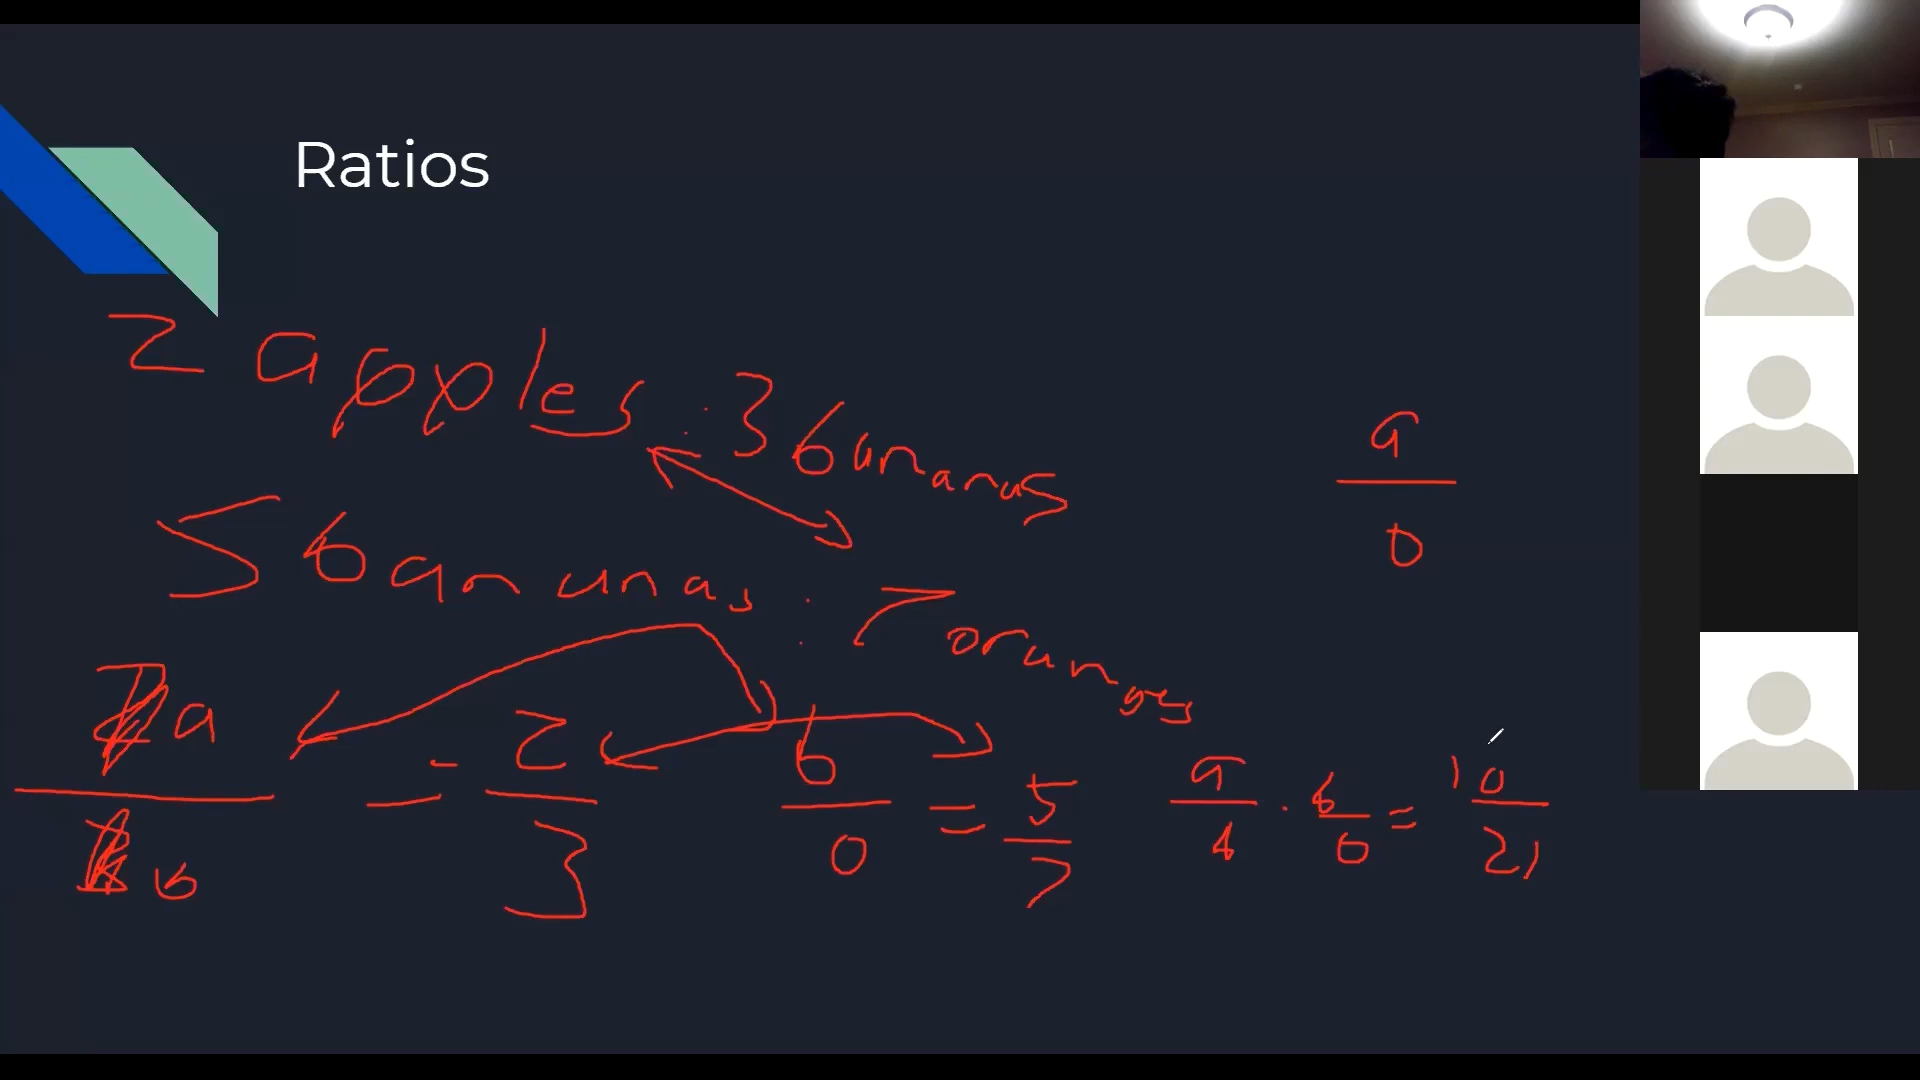 Ratios
2 apples : 3 bananas
5 bananas : 7 oranges
a/o
a/b = 2/3
b/o = 5/7
a/b · b/o = 10/21